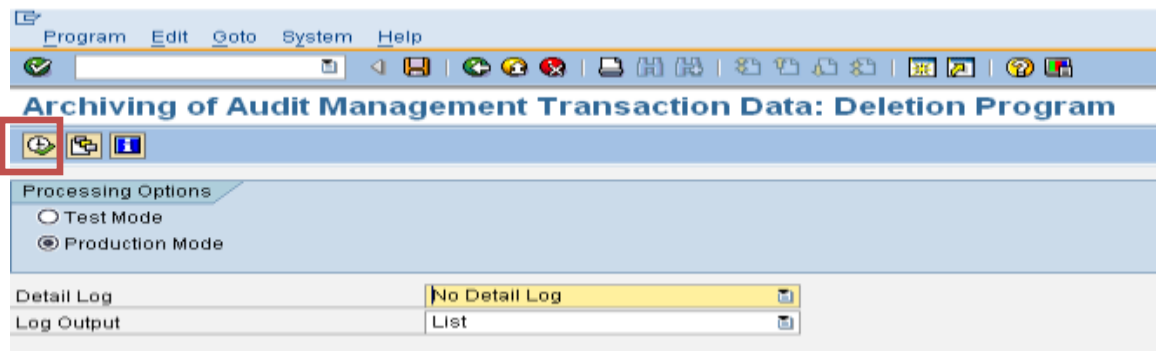 Program Edit Goto System Help
Archiving of Audit Management Transaction Data: Deletion Program
Processing Options
Test Mode
Production Mode
Detail Log No Detail Log
Log Output List